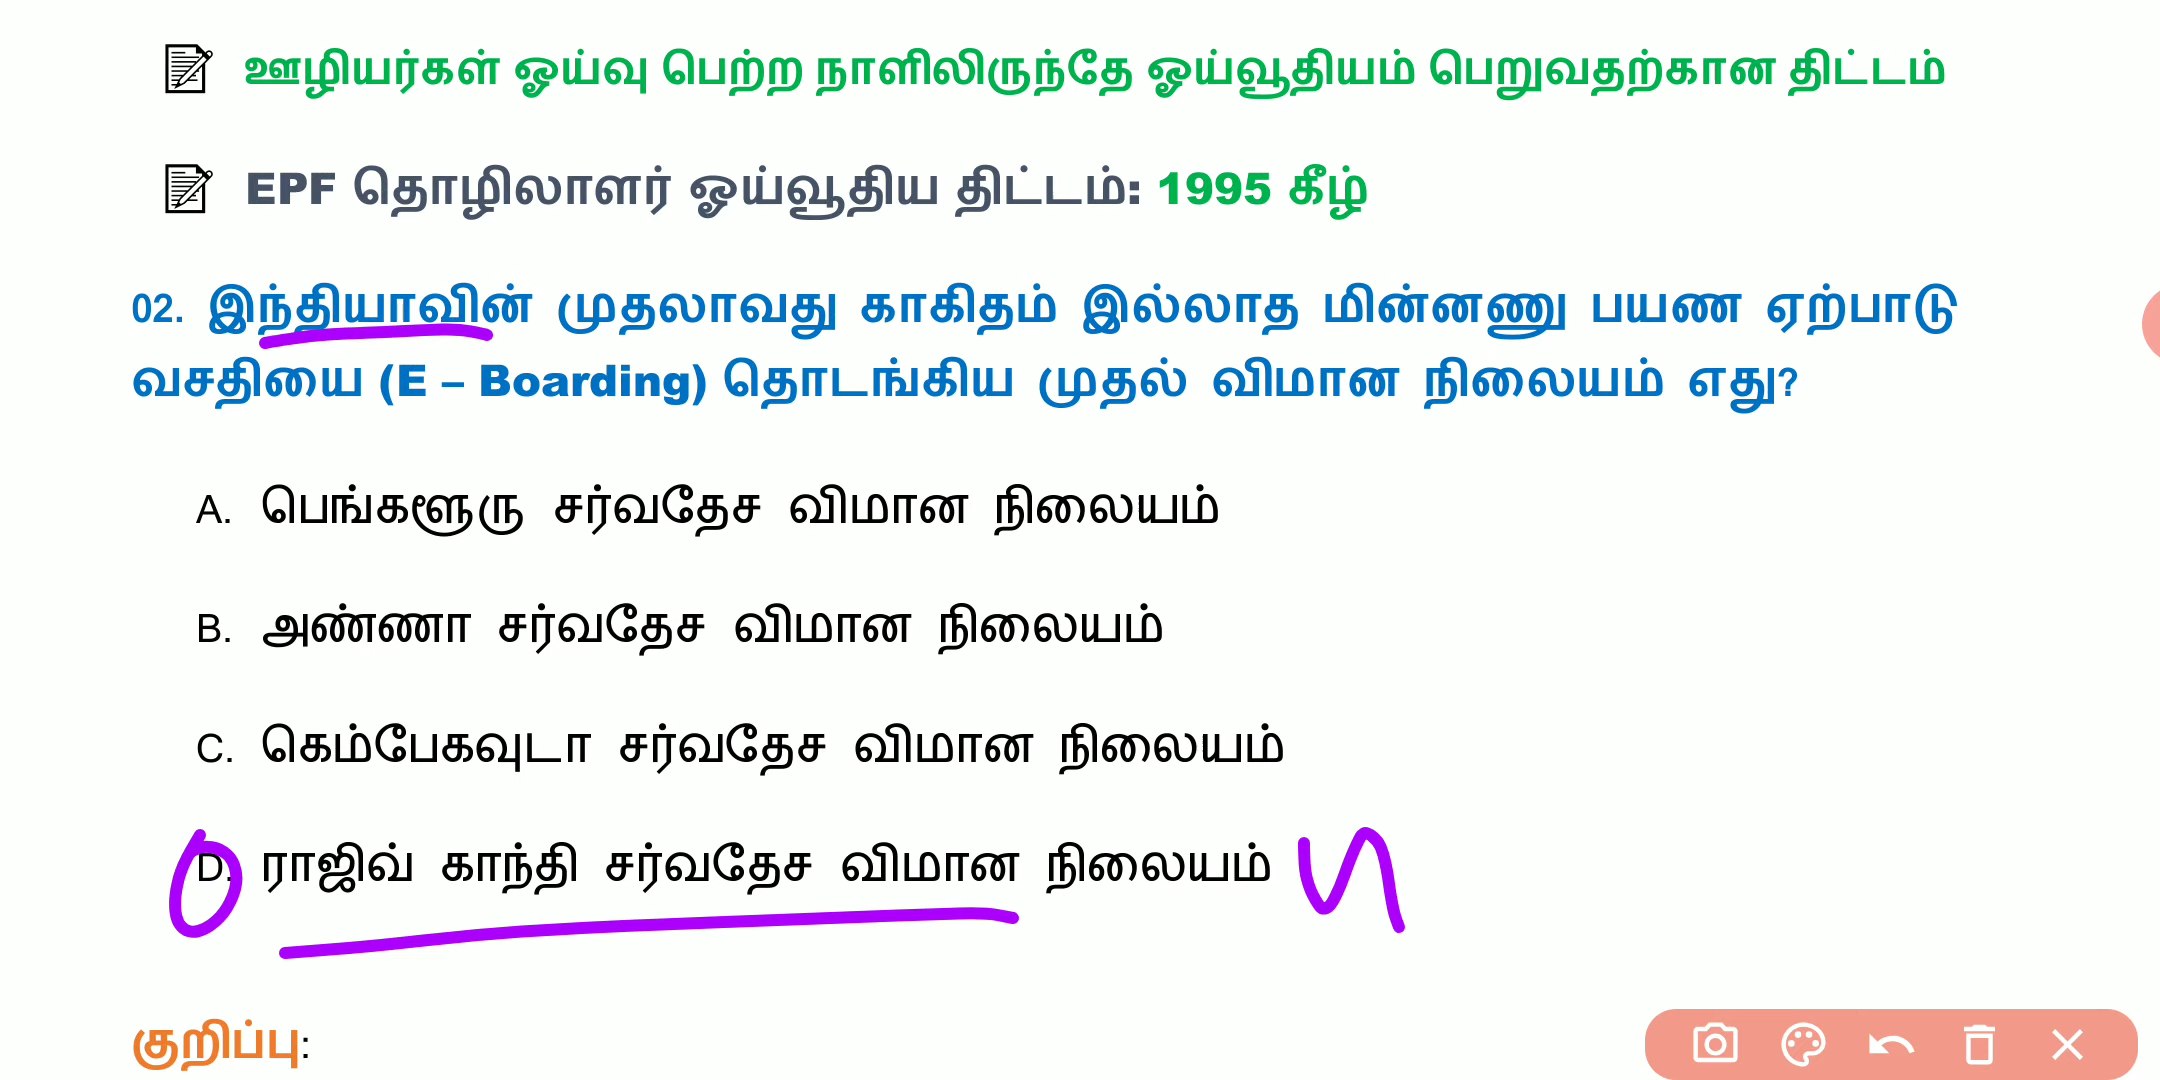 ஊழியர்கள் ஓய்வு பெற்ற நாளிலிருந்தே ஓய்வூதியம் பெறுவதற்கான திட்டம்
EPF தொழிலாளர் ஓய்வூதிய திட்டம்: 1995 கீழ்
02. இந்தியாவின் முதலாவது காகிதம் இல்லாத மின்னணு பயண ஏற்பாடு
வசதியை (E – Boarding) தொடங்கிய முதல் விமான நிலையம் எது?
A. பெங்களூரு சர்வதேச விமான நிலையம்
B. அண்ணா சர்வதேச விமான நிலையம்
C. கெம்பேகவுடா சர்வதேச விமான நிலையம்
D. ராஜிவ் காந்தி சர்வதேச விமான நிலையம்
குறிப்பு: